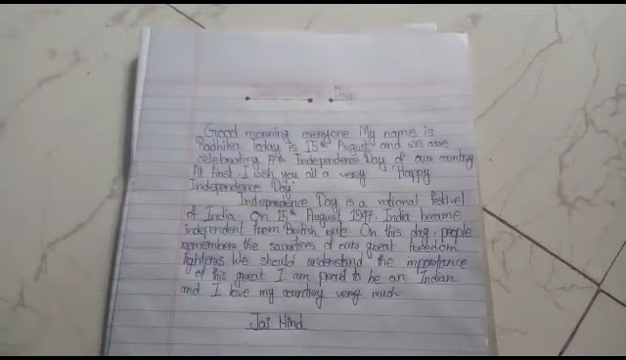 Independence Day
Good morning everyone My name is
Radhika Today is 15th August and we are
celebrating Independence Day of our country
At first I wish you all a very "Happy
Independence Day"
Independence Day is a national festivel
of India. On 15th August 1947 India became
independent from British rule. On this day people
remembers the sacrifices of our great freedom
fighters We should understand the importance
of this great I am proud to be an Indian
and I love my country very much
Jai Hind